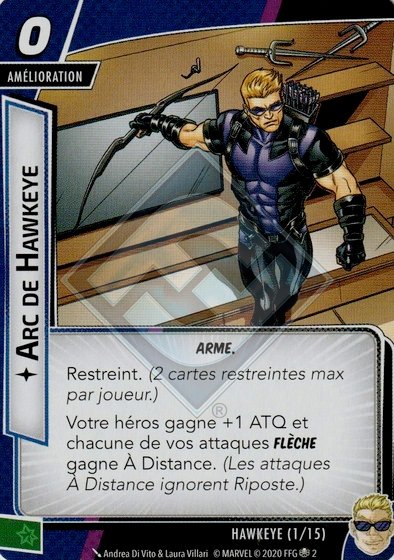 0
AMÉLIORATION
ARC DE HAWKEYE
ARME.
Restreint. (2 cartes restreintes max
par joueur.)
Votre héros gagne +1 ATQ et
chacune de vos attaques FLÈCHE
gagne À Distance. (Les attaques
À Distance ignorent Riposte.)
HAWKEYE (1/15)
Andrea Di Vito & Laura Villari © MARVEL © 2020 FFG 2